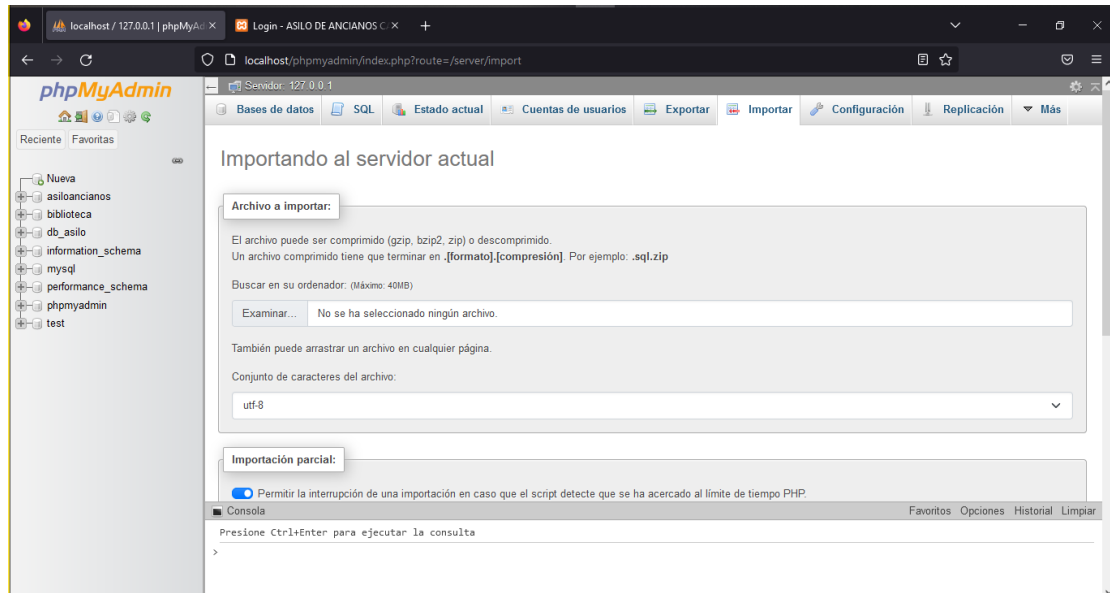 localhost / 127.0.0.1 | phpMyAd
Login - ASILO DE ANCIANOS CA
localhost/phpmyadmin/index.php?route=/server/import
phpMyAdmin
Reciente Favoritas
Nueva
asiloancianos
biblioteca
db_asilo
information_schema
mysql
performance_schema
phpmyadmin
test
Servidor: 127.0.0.1
Bases de datos SQL Estado actual Cuentas de usuarios Exportar Importar Configuración Replicación Más
Importando al servidor actual
Archivo a importar:
El archivo puede ser comprimido (gzip, bzip2, zip) o descomprimido.
Un archivo comprimido tiene que terminar en .[formato].[compresión]. Por ejemplo: .sql.zip
Buscar en su ordenador: (Máximo: 40MB)
Examinar... No se ha seleccionado ningún archivo.
También puede arrastrar un archivo en cualquier página.
Conjunto de caracteres del archivo:
utf-8
Importación parcial:
Permitir la interrupción de una importación en caso que el script detecte que se ha acercado al límite de tiempo PHP.
Consola Favoritos Opciones Historial Limpiar
Presione Ctrl+Enter para ejecutar la consulta
>